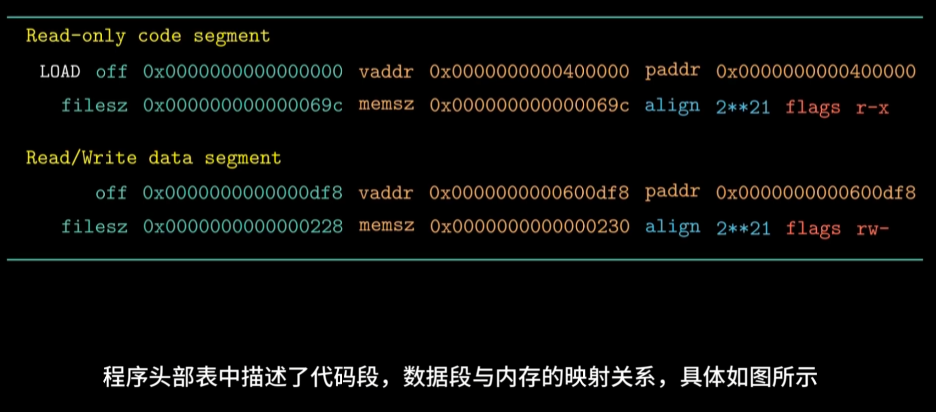 Read-only code segment
LOAD off 0x0000000000000000 vaddr 0x0000000000400000 paddr 0x0000000000400000
filesz 0x000000000000069c memsz 0x000000000000069c align 2**21 flags r-x
Read/Write data segment
off 0x0000000000000df8 vaddr 0x0000000000600df8 paddr 0x0000000000600df8
filesz 0x0000000000000228 memsz 0x0000000000000230 align 2**21 flags rw-
程序头部表中描述了代码段，数据段与内存的映射关系，具体如图所示